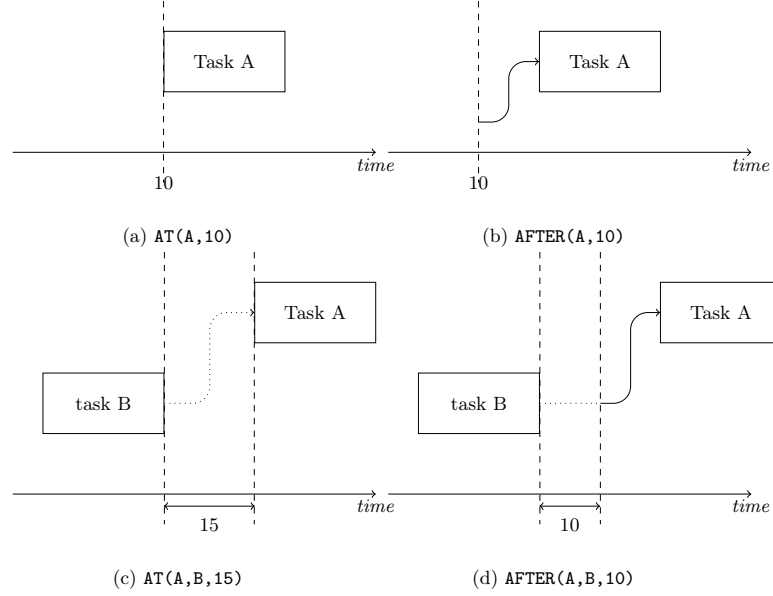 Task A
time
10
(a) AT(A,10)
Task A
time
10
(b) AFTER(A,10)
Task A
task B
time
15
(c) AT(A,B,15)
Task A
task B
time
10
(d) AFTER(A,B,10)